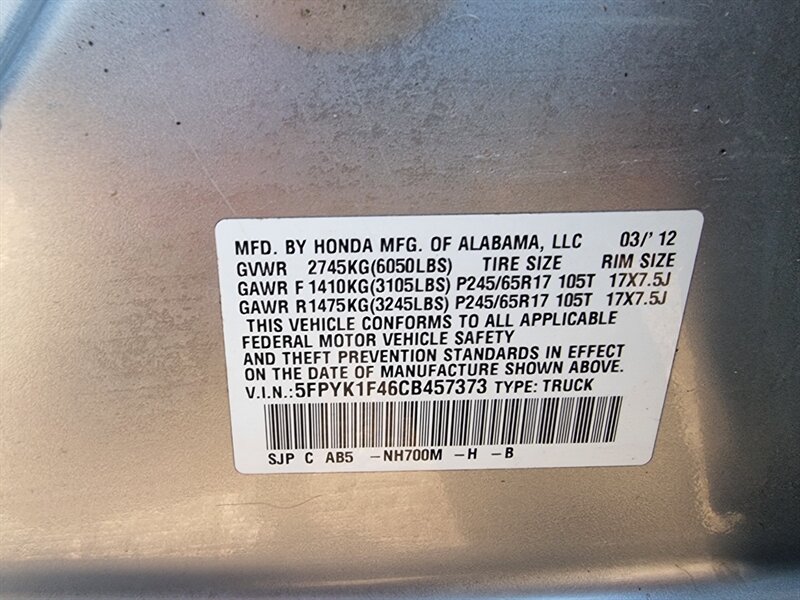 MFD. BY HONDA MFG. OF ALABAMA, LLC 03/' 12
GVWR 2745KG(6050LBS) TIRE SIZE RIM SIZE
GAWR F 1410KG(3105LBS) P245/65R17 105T 17X7.5J
GAWR R 1475KG(3245LBS) P245/65R17 105T 17X7.5J
THIS VEHICLE CONFORMS TO ALL APPLICABLE
FEDERAL MOTOR VEHICLE SAFETY
AND THEFT PREVENTION STANDARDS IN EFFECT
ON THE DATE OF MANUFACTURE SHOWN ABOVE.
V.I.N.:5FPYK1F46CB457373 TYPE: TRUCK
SJP C AB5 -NH700M -H -B